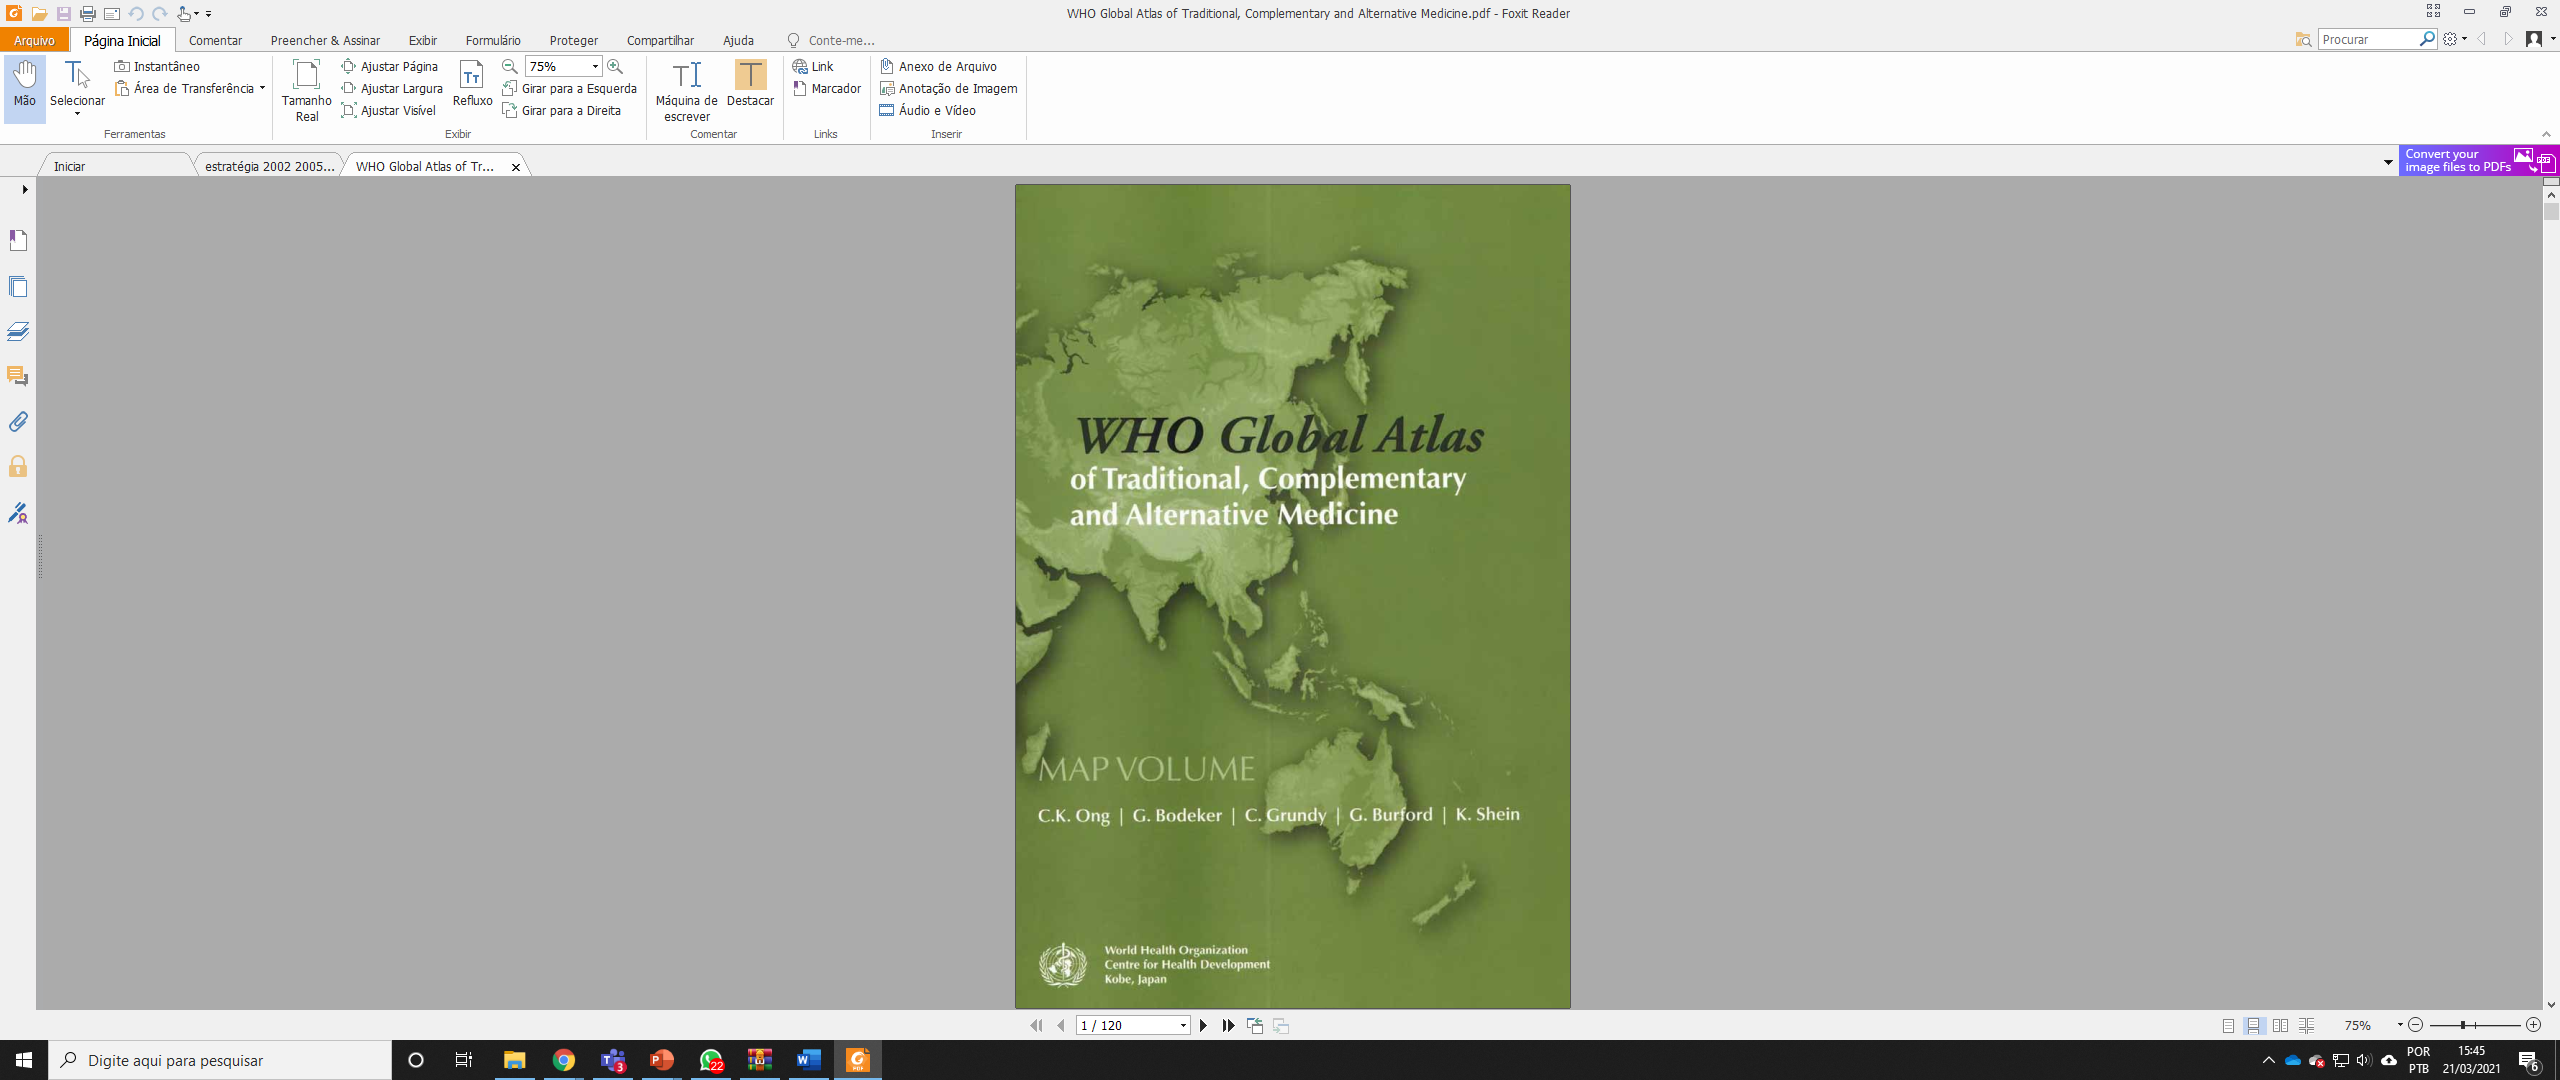 WHO Global Atlas of Traditional, Complementary and Alternative Medicine.pdf - Foxit Reader
Arquivo
Página Inicial
Comentar
Preencher & Assinar
Exibir
Formulário
Proteger
Compartilhar
Ajuda
Conte-me...
Procurar
Mão
Selecionar
Instantâneo
Área de Transferência
Ferramentas
Tamanho
Real
Ajustar Página
Ajustar Largura
Ajustar Visível
Refluxo
75%
Girar para a Esquerda
Girar para a Direita
Exibir
Máquina de
escrever
Destacar
Comentar
Link
Marcador
Links
Anexo de Arquivo
Anotação de Imagem
Áudio e Vídeo
Inserir
Iniciar
estratégia 2002 2005...
WHO Global Atlas of Tr...
Convert your
image files to PDFs
WHO Global Atlas
of Traditional, Complementary
and Alternative Medicine
MAP VOLUME
C.K. Ong | G. Bodeker | C. Grundy | G. Burford | K. Shein
World Health Organization
Centre for Health Development
Kobe, Japan
1 / 120
75%
Digite aqui para pesquisar
3
22
POR
PTB
15:45
21/03/2021
6